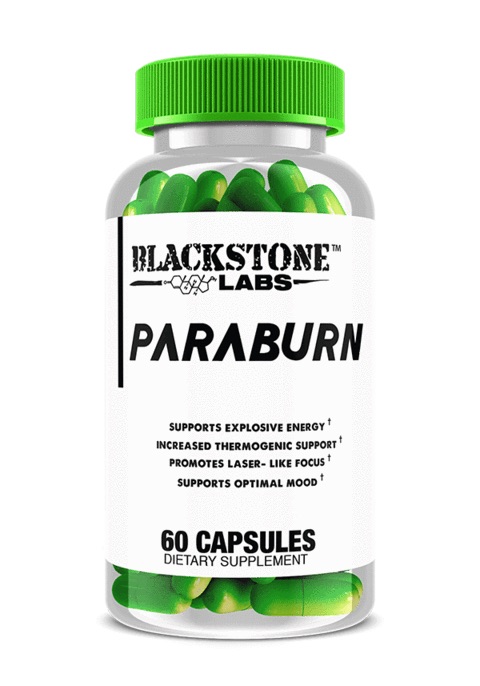 BLACKSTONE™
LABS
PARABURN
SUPPORTS EXPLOSIVE ENERGY†
INCREASED THERMOGENIC SUPPORT†
PROMOTES LASER- LIKE FOCUS†
SUPPORTS OPTIMAL MOOD†
60 CAPSULES
DIETARY SUPPLEMENT